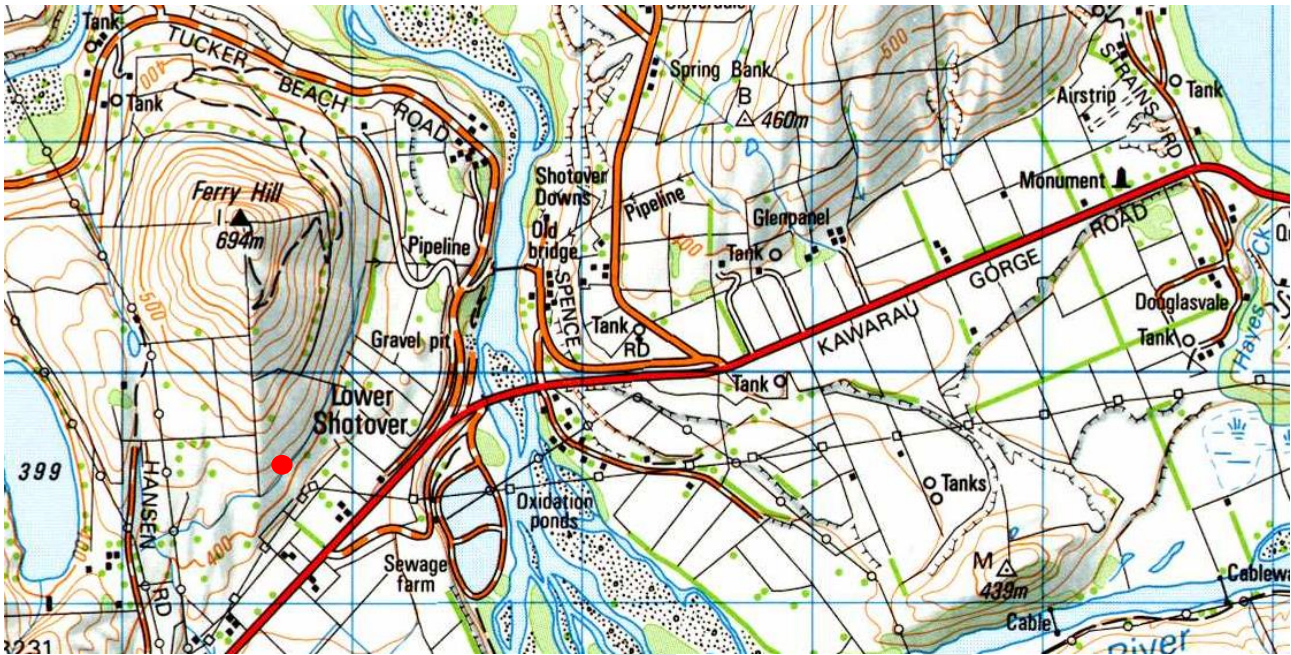 Tank
TUCKER
BEACH
ROAD
Tank
400
Ferry Hill
694m
500
Pipeline
Gravel pit
Lower
Shotover
399
HANSEN
RD
400
Sewage
farm
Oxidation
ponds
Shotover
Downs
Old
bridge
SPENCE
RD
Tank
Pipeline
Spring Bank
B
460m
500
400
Tank
Glenpanel
Airstrip
STRAINS RD
Tank
Monument
KAWARAU
GORGE
ROAD
Douglasvale
Tank
Hayes Ck
Tank
Tanks
M
439m
Cable
River